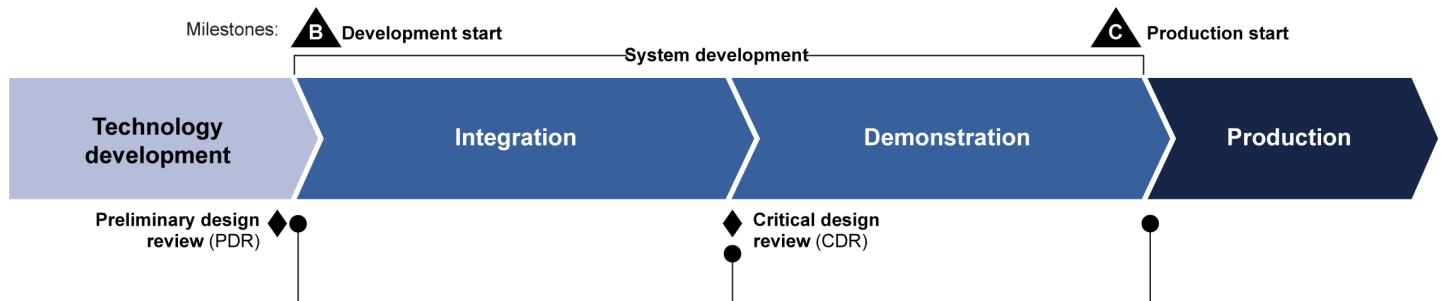 Milestones:
B Development start
C Production start
System development
Technology
development
Integration
Demonstration
Production
Preliminary design
review (PDR)
Critical design
review (CDR)